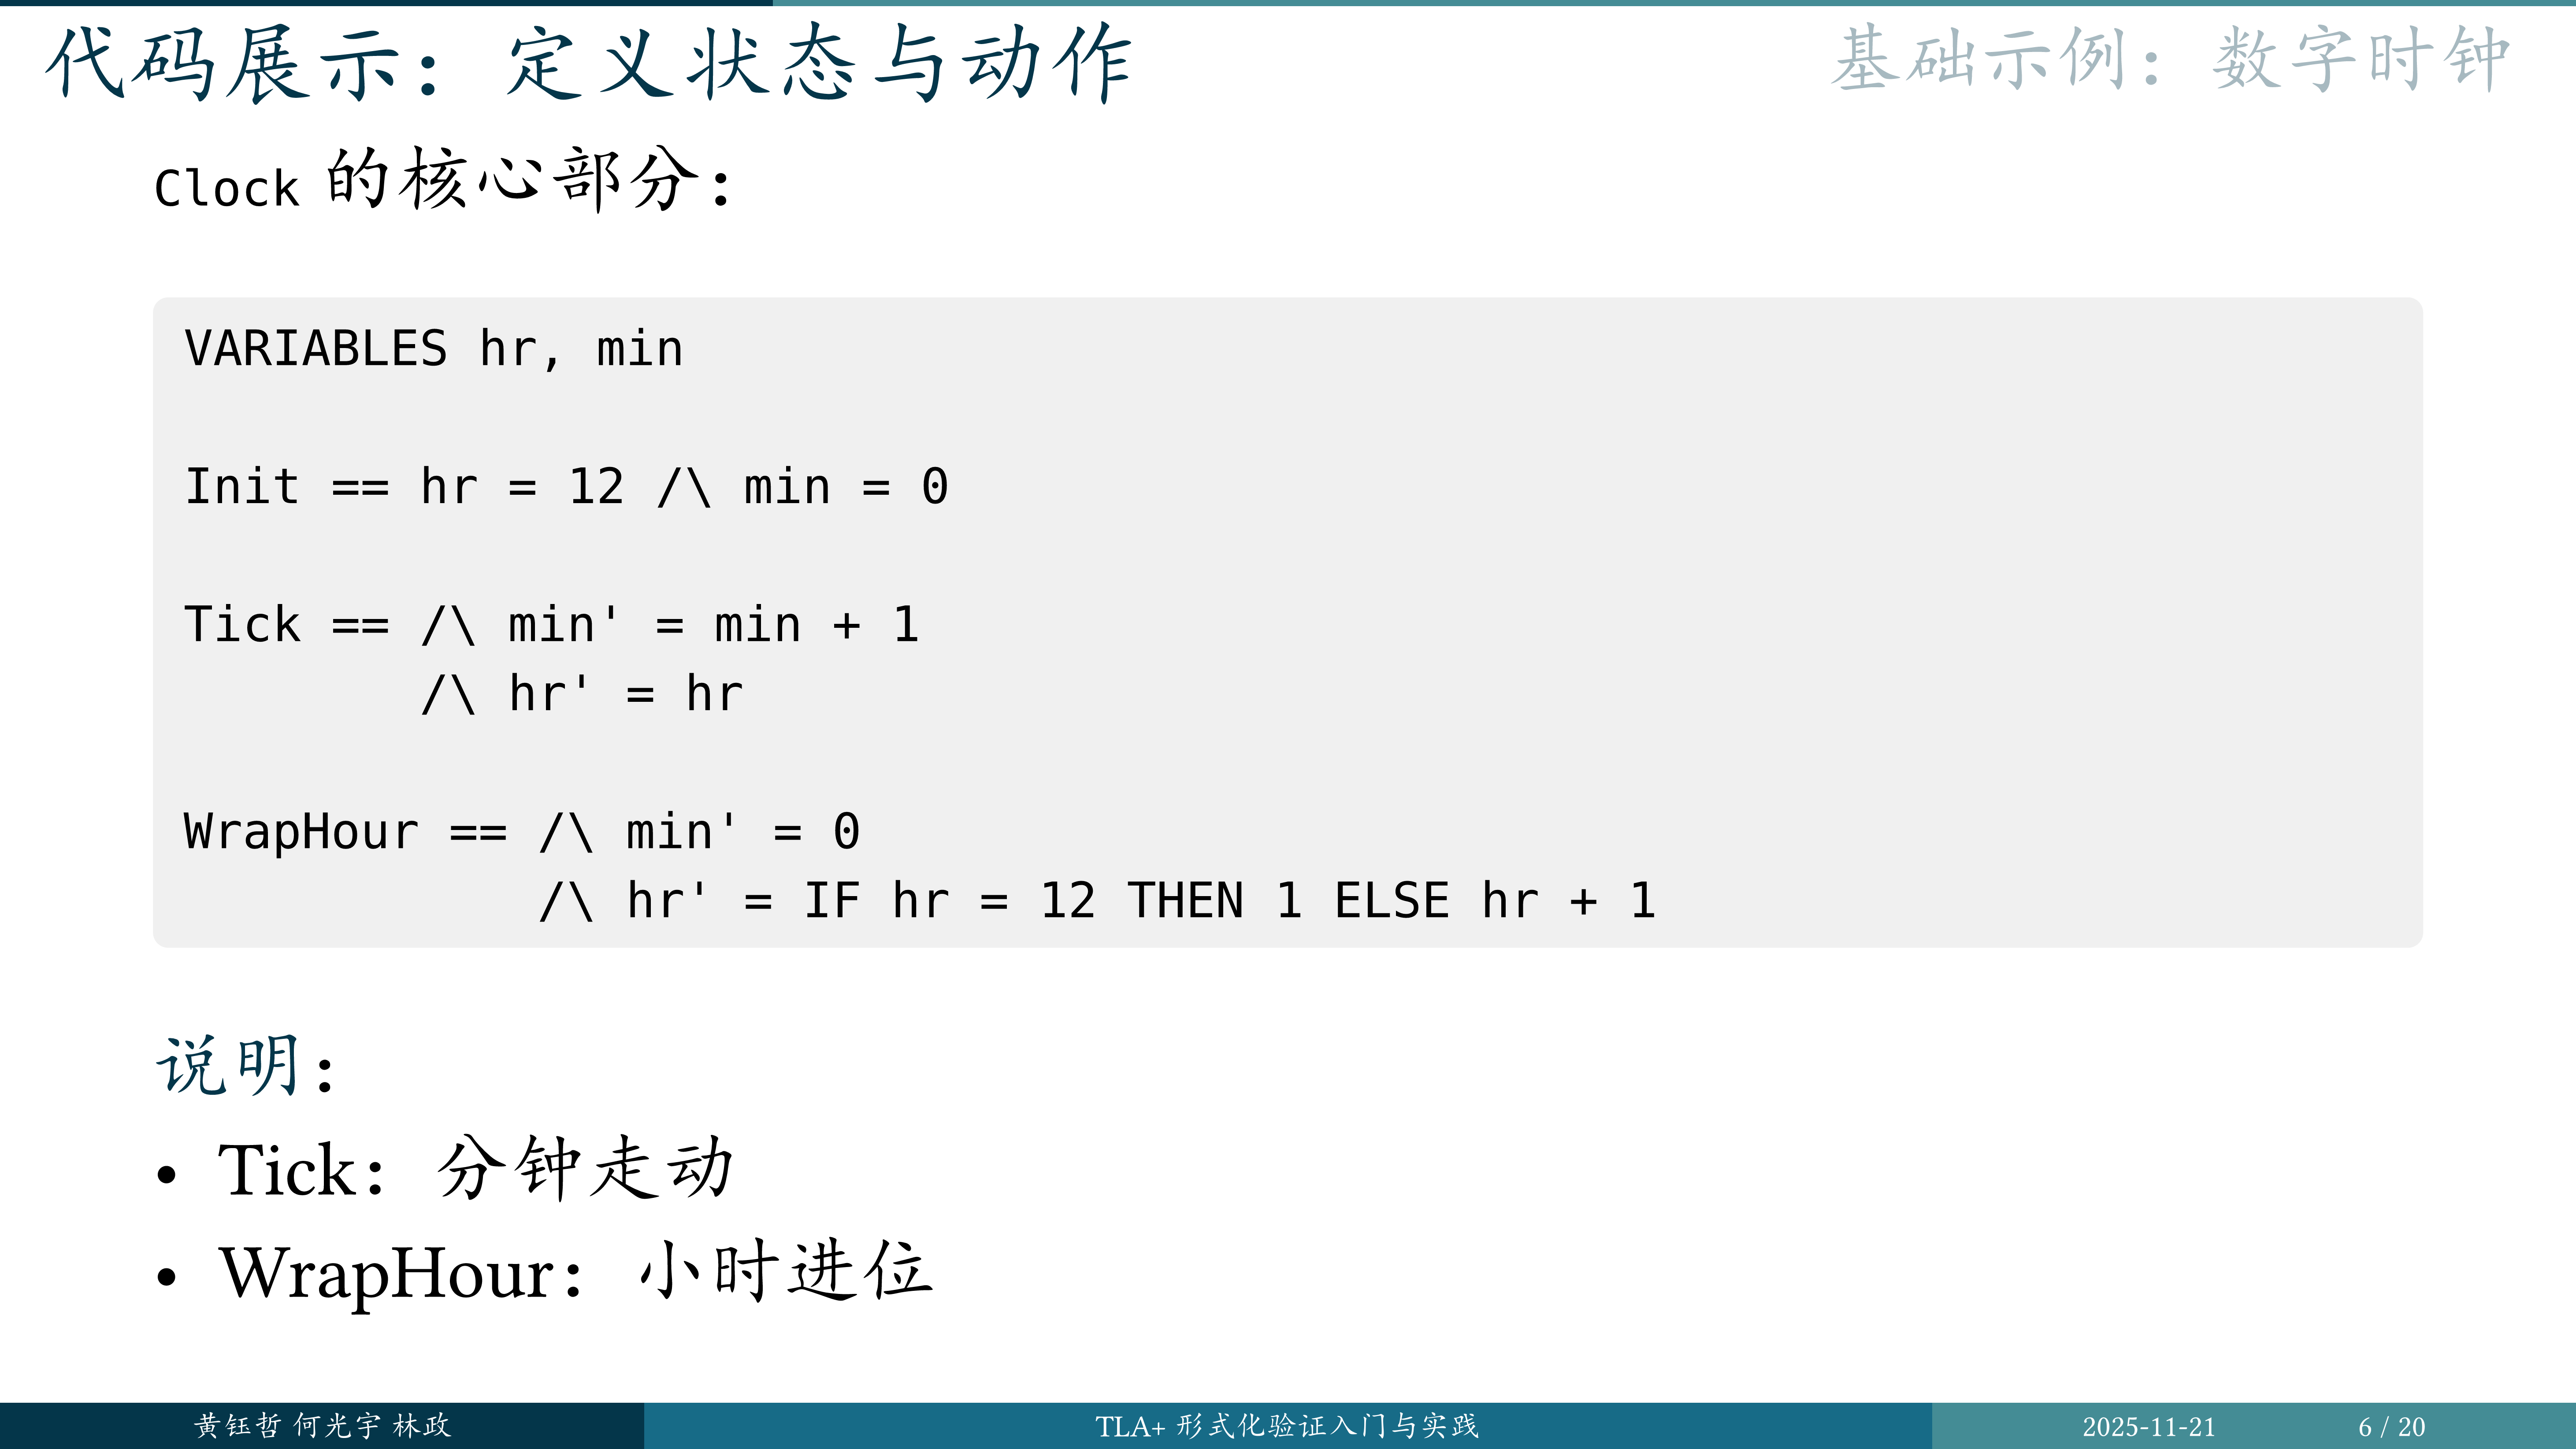 代码展示：定义状态与动作
基础示例：数字时钟
Clock 的核心部分：
VARIABLES hr, min
Init == hr = 12 /\ min = 0
Tick == /\ min' = min + 1
        /\ hr' = hr
WrapHour == /\ min' = 0
            /\ hr' = IF hr = 12 THEN 1 ELSE hr + 1
说明：
• Tick：分钟走动
• WrapHour：小时进位
黄钰哲 何光宇 林政
TLA+ 形式化验证入门与实践
2025-11-21
6 / 20